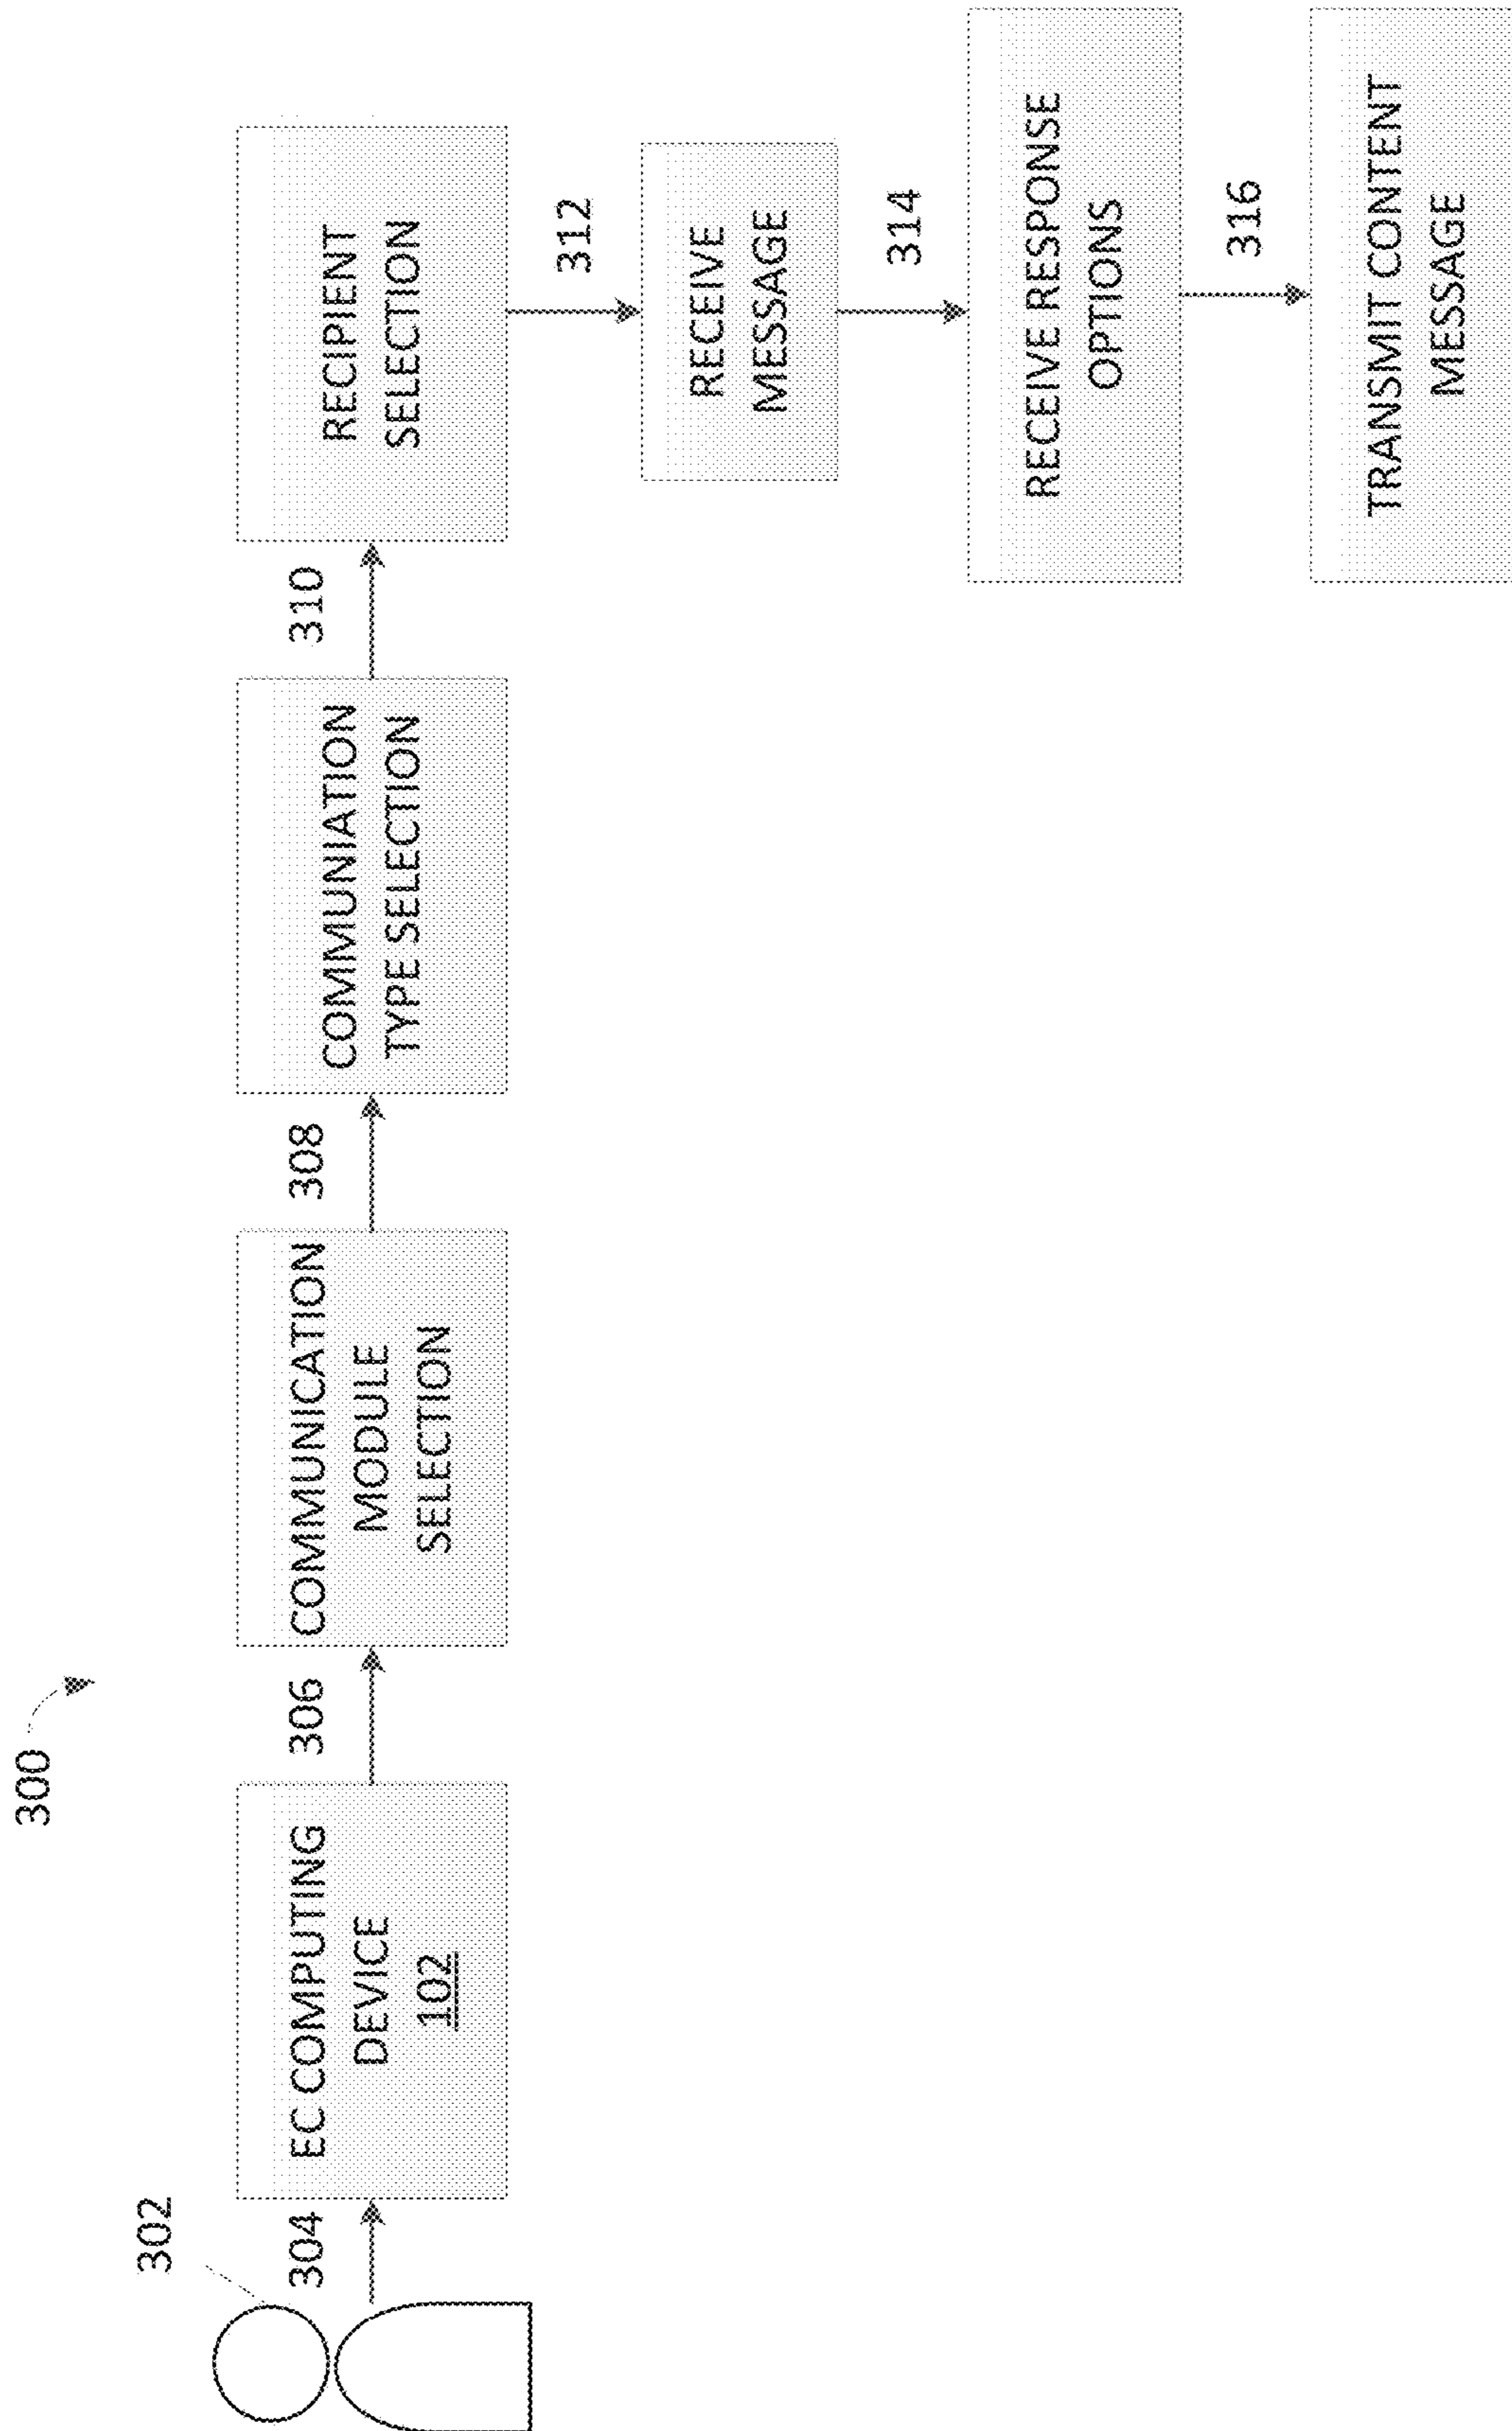 300
302
304
EC COMPUTING
DEVICE
102
306
COMMUNICATION
MODULE
SELECTION
308
COMMUNIATION
TYPE SELECTION
310
RECIPIENT
SELECTION
312
RECEIVE
MESSAGE
314
RECEIVE RESPONSE
OPTIONS
316
TRANSMIT CONTENT
MESSAGE